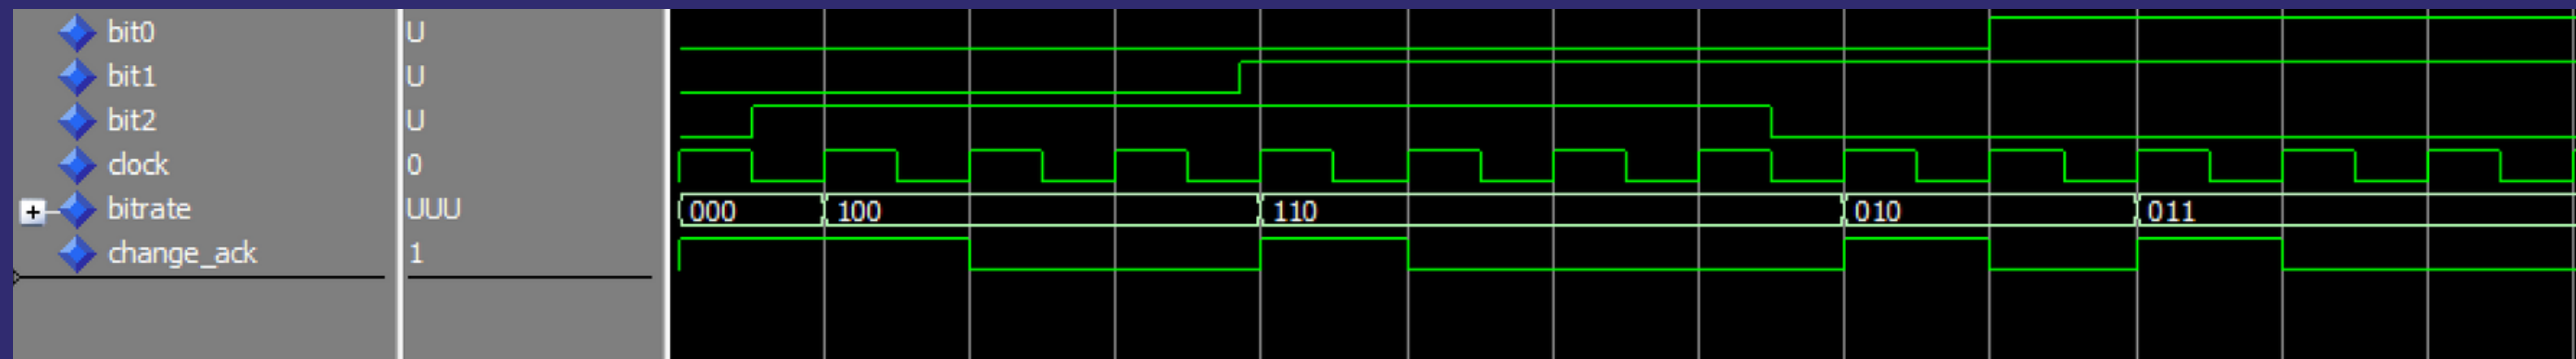 bit0 U
bit1 U
bit2 U
clock 0
bitrate UUU 000 100 110 010 011
change_ack 1